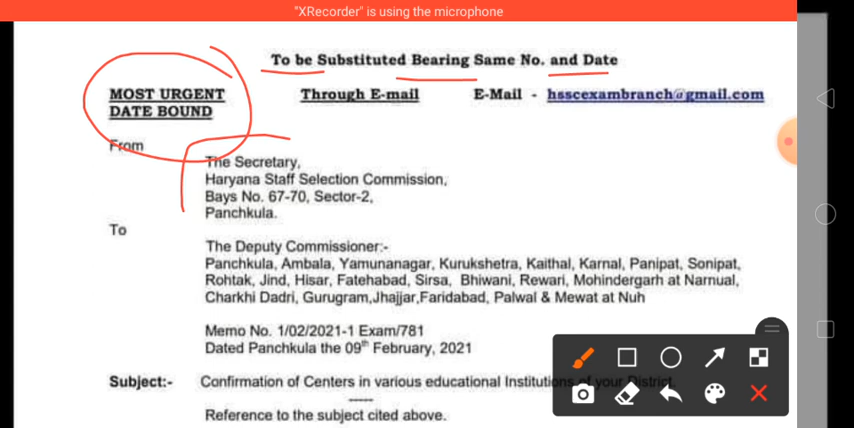 "XRecorder" is using the microphone
To be Substituted Bearing Same No. and Date
MOST URGENT Through E-mail E-Mail - hsscexambranch@gmail.com
DATE BOUND
From
The Secretary,
Haryana Staff Selection Commission,
Bays No. 67-70, Sector-2,
Panchkula.
To
The Deputy Commissioner:-
Panchkula, Ambala, Yamunanagar, Kurukshetra, Kaithal, Karnal, Panipat, Sonipat,
Rohtak, Jind, Hisar, Fatehabad, Sirsa, Bhiwani, Rewari, Mohindergarh at Narnual,
Charkhi Dadri, Gurugram,Jhajjar,Faridabad, Palwal & Mewat at Nuh
Memo No. 1/02/2021-1 Exam/781
Dated Panchkula the 09th February, 2021
Subject:- Confirmation of Centers in various educational Institutions of your District.
-----
Reference to the subject cited above.